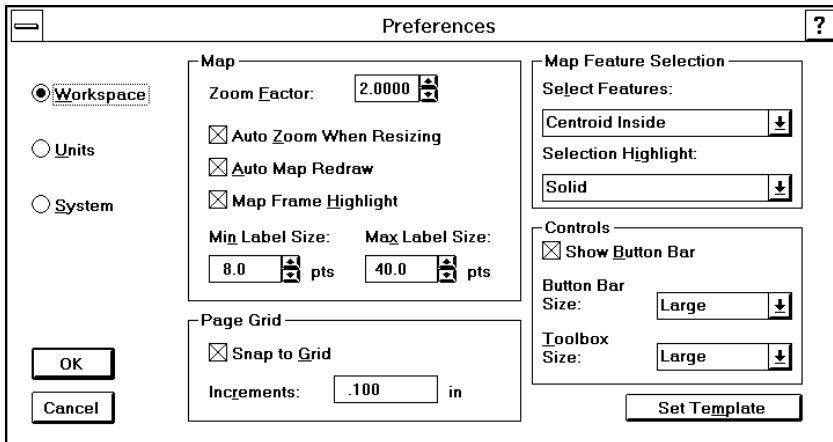 Preferences
?
Workspace
Units
System
OK
Cancel
Map
Zoom Factor: 2.0000
Auto Zoom When Resizing
Auto Map Redraw
Map Frame Highlight
Min Label Size: Max Label Size:
8.0 pts 40.0 pts
Page Grid
Snap to Grid
Increments: .100 in
Map Feature Selection
Select Features:
Centroid Inside
Selection Highlight:
Solid
Controls
Show Button Bar
Button Bar
Size: Large
Toolbox
Size: Large
Set Template